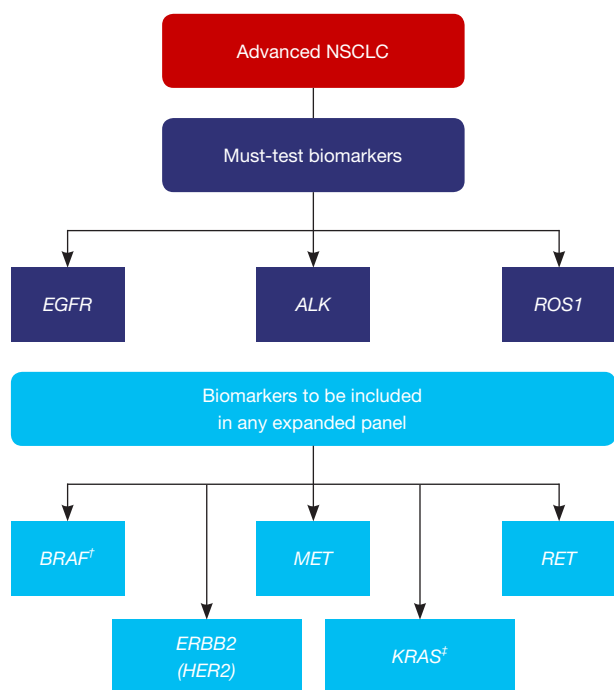 Advanced NSCLC
Must-test biomarkers
EGFR
ALK
ROS1
Biomarkers to be included
in any expanded panel
BRAF†
MET
RET
ERBB2
(HER2)
KRAS‡